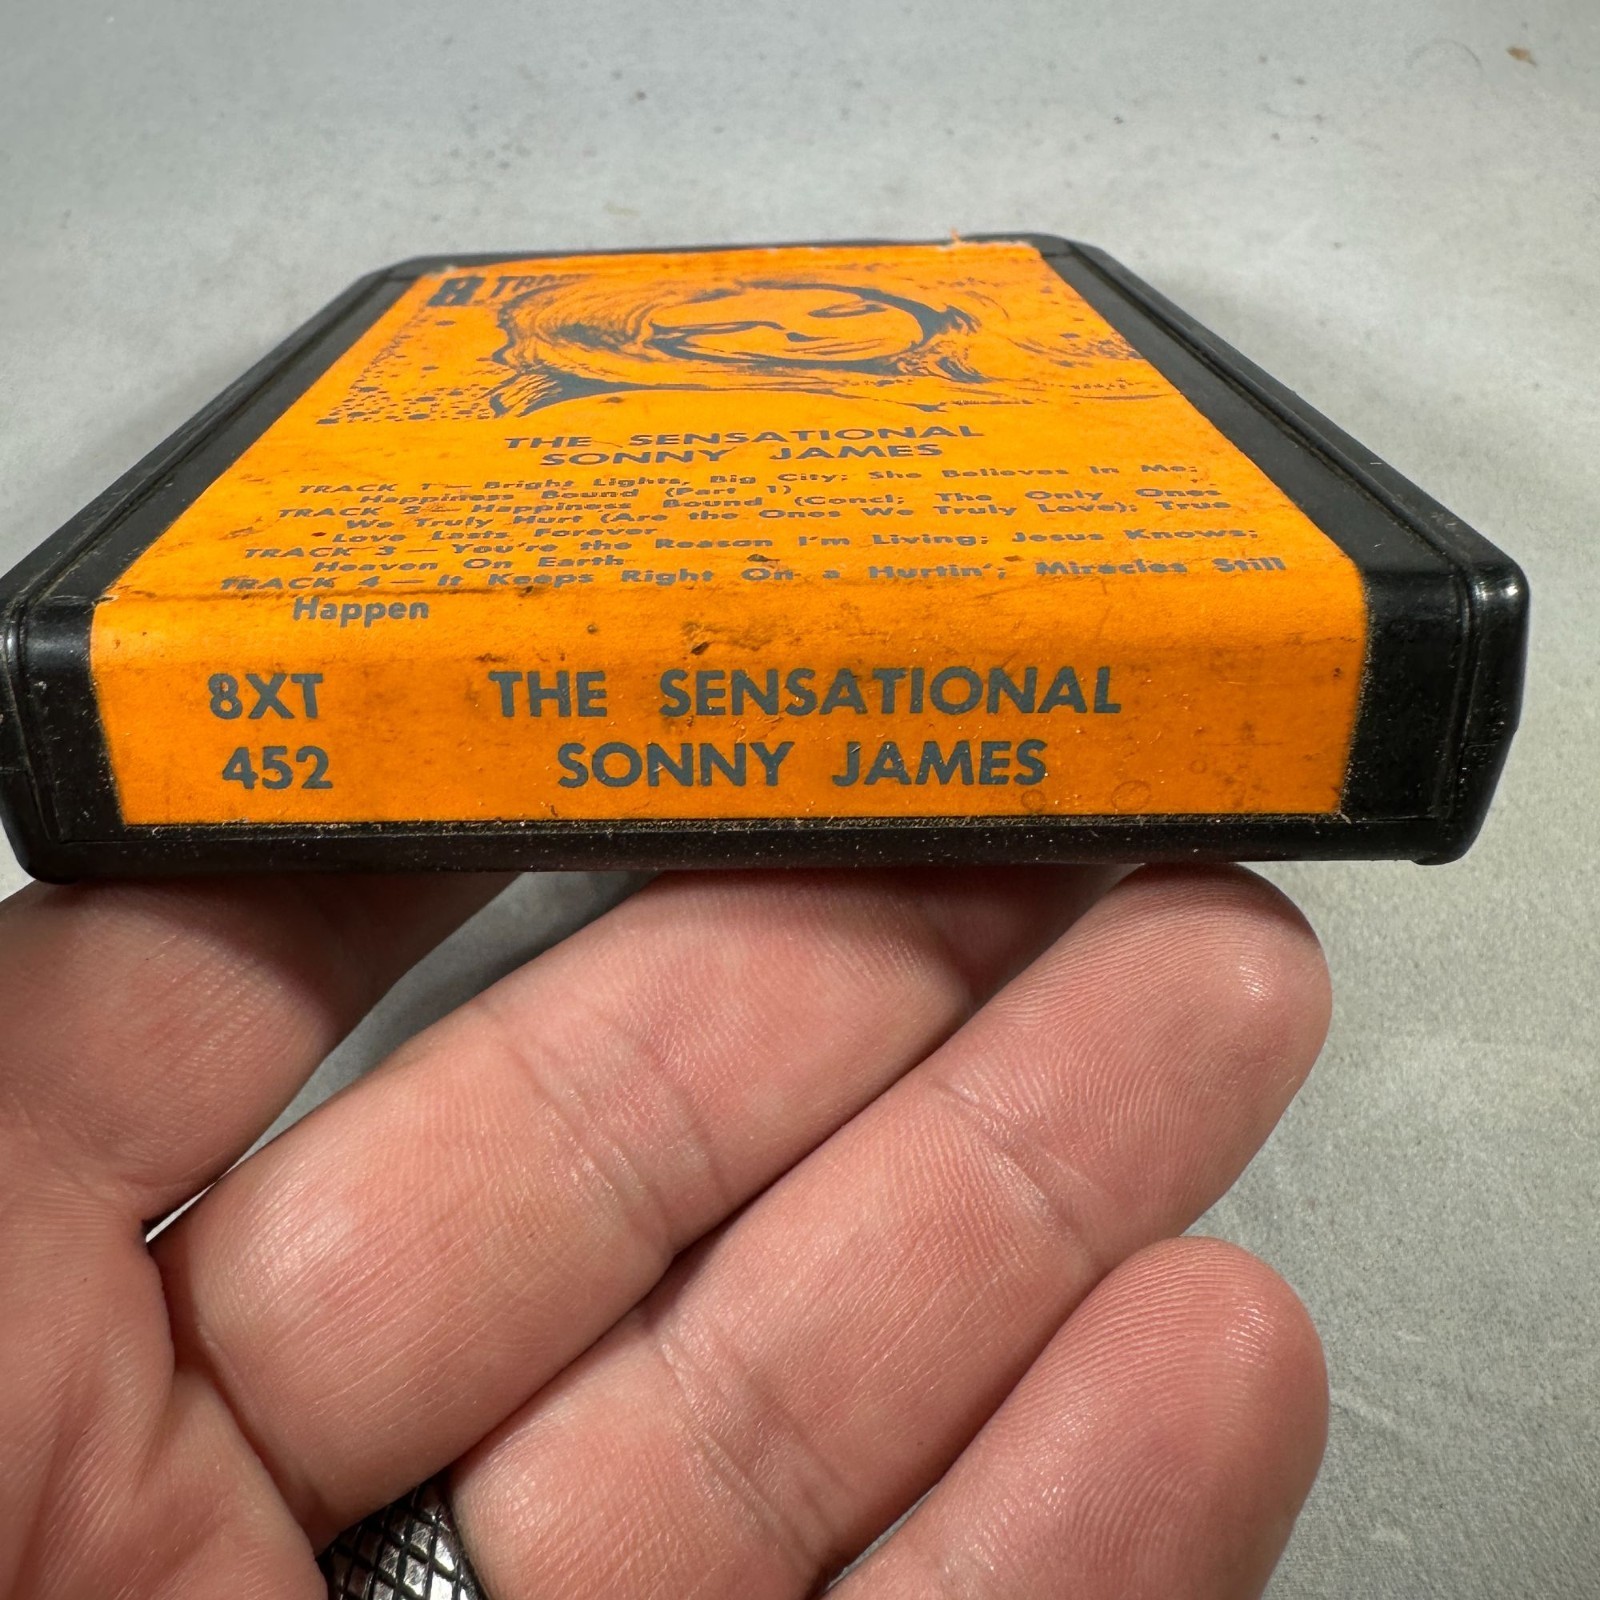 8 TRACK
THE SENSATIONAL
SONNY JAMES
TRACK 1 — Bright Lights, Big City; She Believes In Me;
Happiness Bound (Part 1)
TRACK 2 — Happiness Bound (Concl; The Only Ones
We Truly Hurt (Are the Ones We Truly Love); True
Love Lasts Forever
TRACK 3 — You're the Reason I'm Living; Jesus Knows;
Heaven On Earth
TRACK 4 — It Keeps Right On a Hurtin'; Miracles Still
Happen
8XT THE SENSATIONAL
452 SONNY JAMES